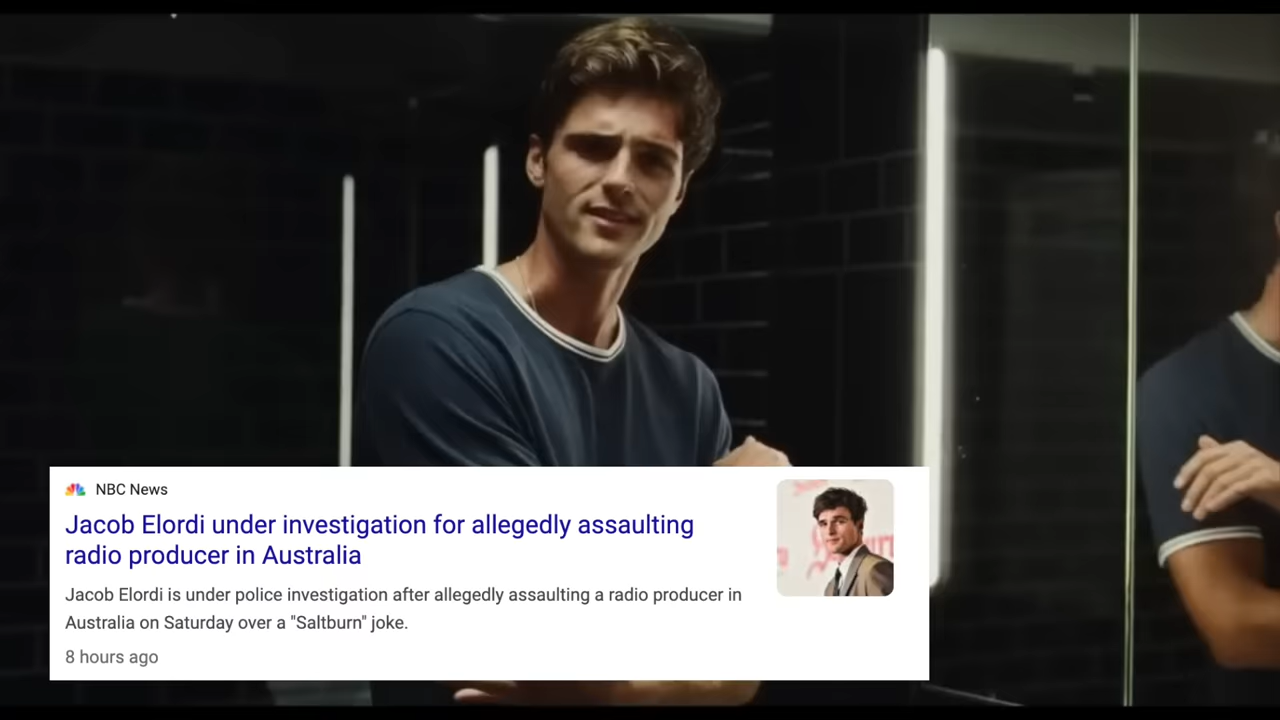 NBC News
Jacob Elordi under investigation for allegedly assaulting
radio producer in Australia
Jacob Elordi is under police investigation after allegedly assaulting a radio producer in
Australia on Saturday over a "Saltburn" joke.
8 hours ago